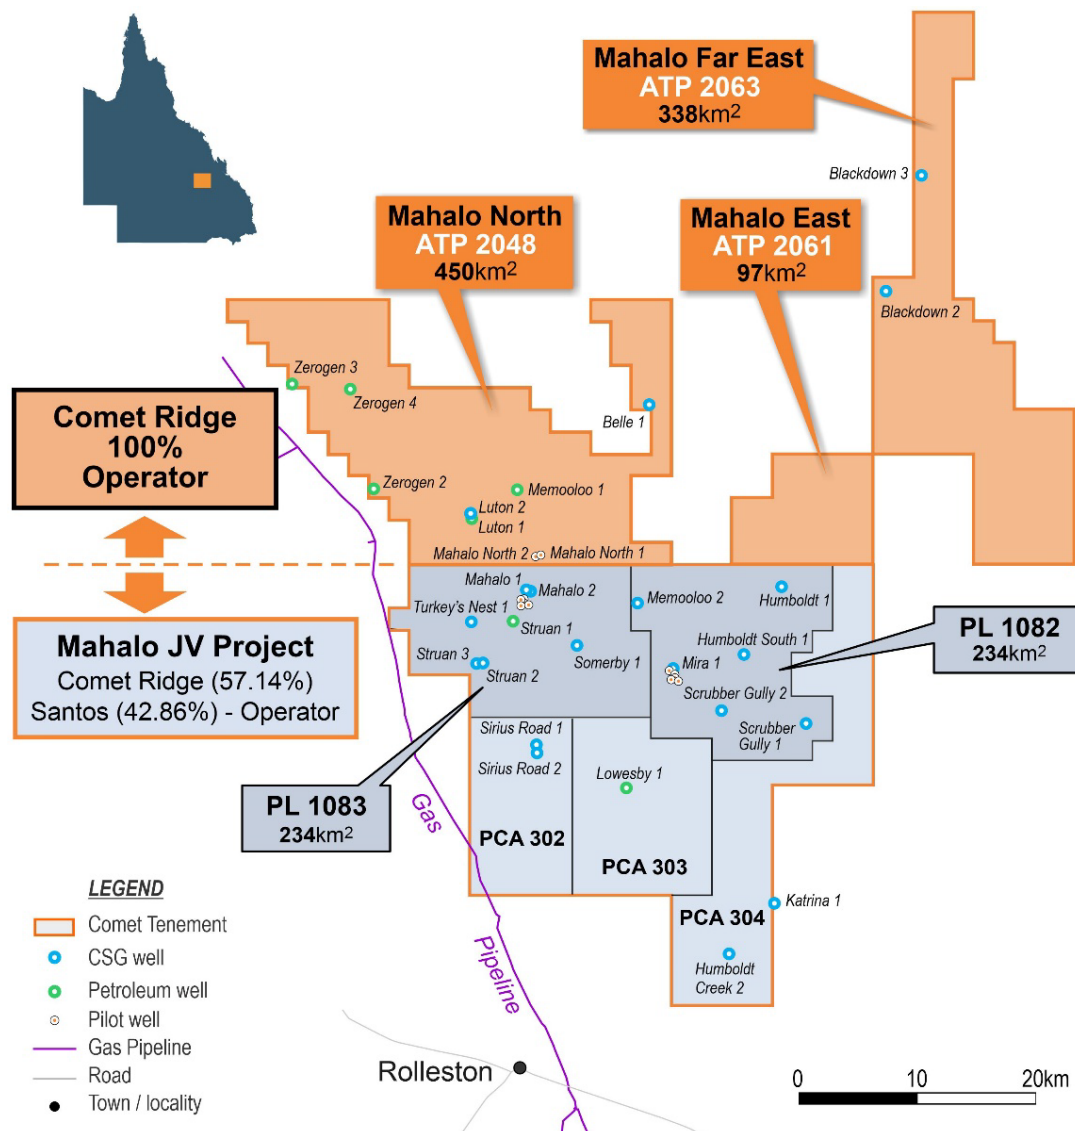 Mahalo Far East
ATP 2063
338km²
Blackdown 3
Mahalo North
ATP 2048
450km²
Mahalo East
ATP 2061
97km²
Blackdown 2
Zerogen 3
Zerogen 4
Belle 1
Comet Ridge
100%
Operator
Zerogen 2
Memooloo 1
Luton 2
Luton 1
Mahalo North 2
Mahalo North 1
Mahalo 1
Mahalo 2
Memooloo 2
Humboldt 1
Turkey's Nest 1
Struan 1
Mahalo JV Project
Comet Ridge (57.14%)
Santos (42.86%) - Operator
Struan 3
Struan 2
Somerby 1
Humboldt South 1
Mira 1
PL 1082
234km²
Scrubber Gully 2
Scrubber
Gully 1
Sirius Road 1
Sirius Road 2
Lowesby 1
PL 1083
234km²
Gas
Pipeline
PCA 302
PCA 303
PCA 304
Katrina 1
Humboldt
Creek 2
LEGEND
Comet Tenement
CSG well
Petroleum well
Pilot well
Gas Pipeline
Road
Town / locality
Rolleston
0 10 20km